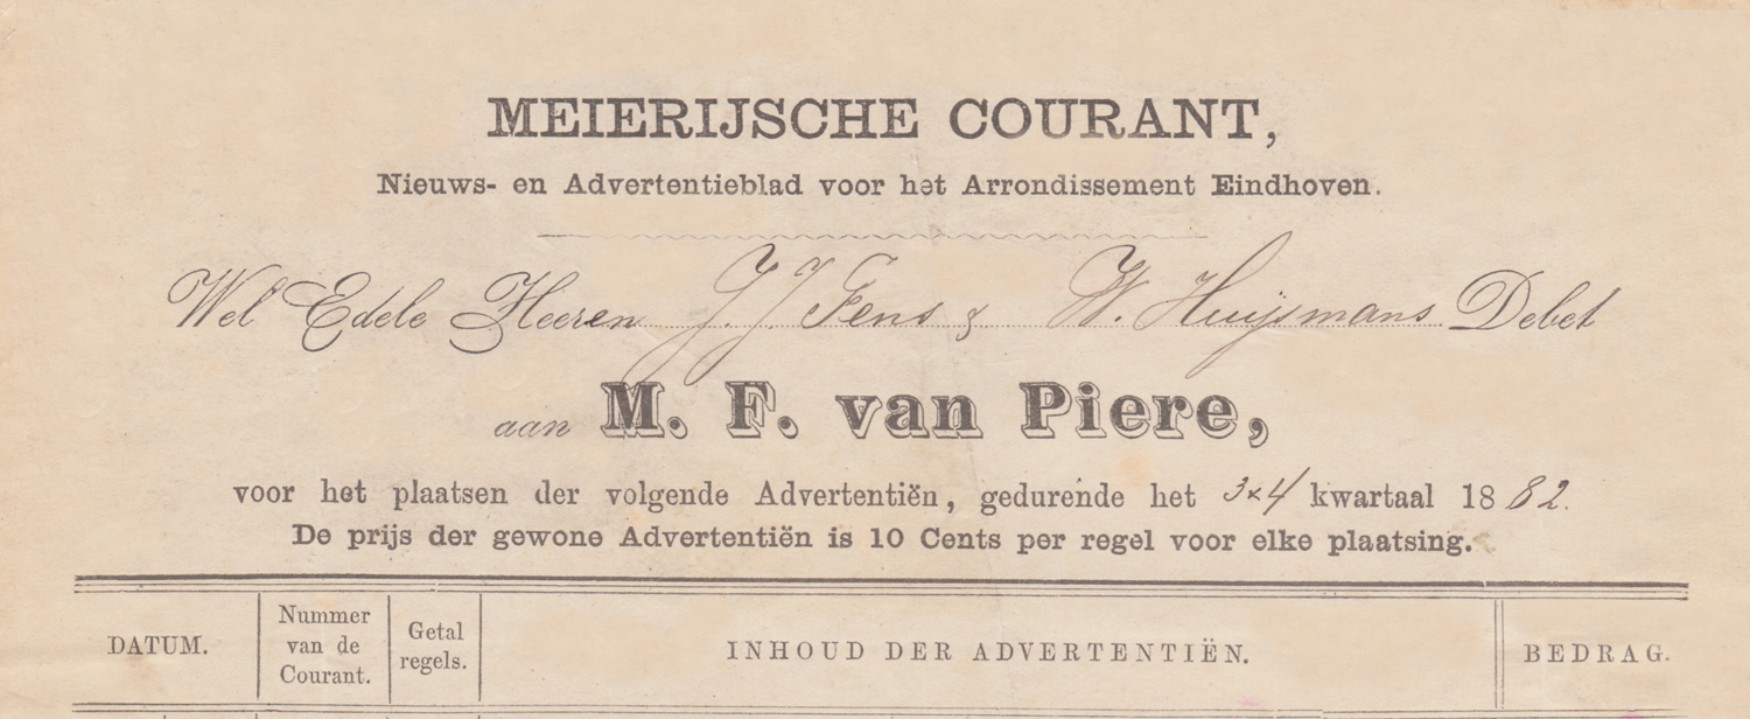 MEIERIJSCHE COURANT,
Nieuws- en Advertentieblad voor het Arrondissement Eindhoven.
Wel Edele Heeren J. J. Fens & W. Huijsmans Debet
aan M. F. van Piere,
voor het plaatsen der volgende Advertentiën, gedurende het 3x4 kwartaal 1882.
De prijs der gewone Advertentiën is 10 Cents per regel voor elke plaatsing.
DATUM.
Nummer
van de
Courant.
Getal
regels.
INHOUD DER ADVERTENTIËN.
BEDRAG.